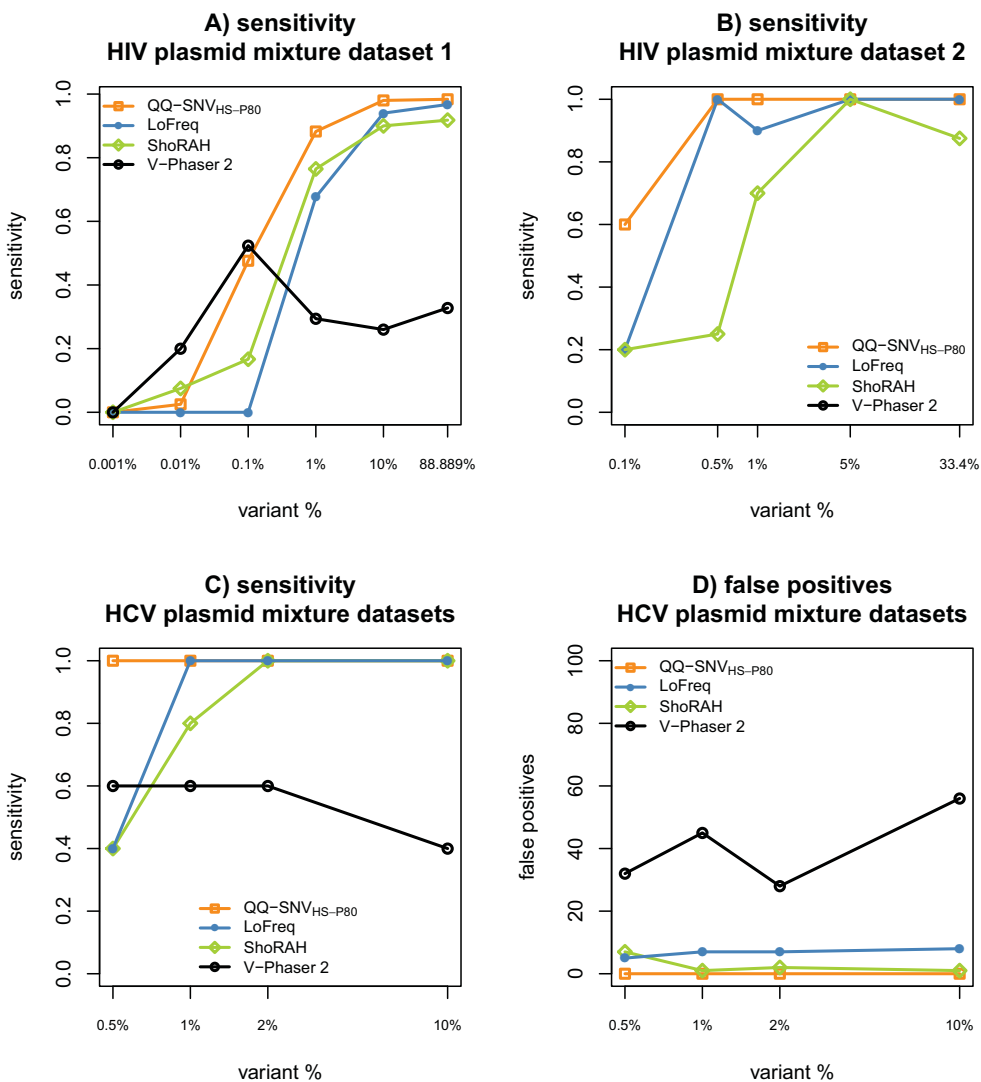 A) sensitivity
HIV plasmid mixture dataset 1
1.0
0.8
0.6
0.4
0.2
0.0
sensitivity
QQ−SNVHS−P80
LoFreq
ShoRAH
V−Phaser 2
0.001% 0.01% 0.1% 1% 10% 88.889%
variant %
B) sensitivity
HIV plasmid mixture dataset 2
1.0
0.8
0.6
0.4
0.2
0.0
sensitivity
QQ−SNVHS−P80
LoFreq
ShoRAH
V−Phaser 2
0.1% 0.5% 1% 5% 33.4%
variant %
C) sensitivity
HCV plasmid mixture datasets
1.0
0.8
0.6
0.4
0.2
0.0
sensitivity
QQ−SNVHS−P80
LoFreq
ShoRAH
V−Phaser 2
0.5% 1% 2% 10%
variant %
D) false positives
HCV plasmid mixture datasets
100
80
60
40
20
0
false positives
QQ−SNVHS−P80
LoFreq
ShoRAH
V−Phaser 2
0.5% 1% 2% 10%
variant %